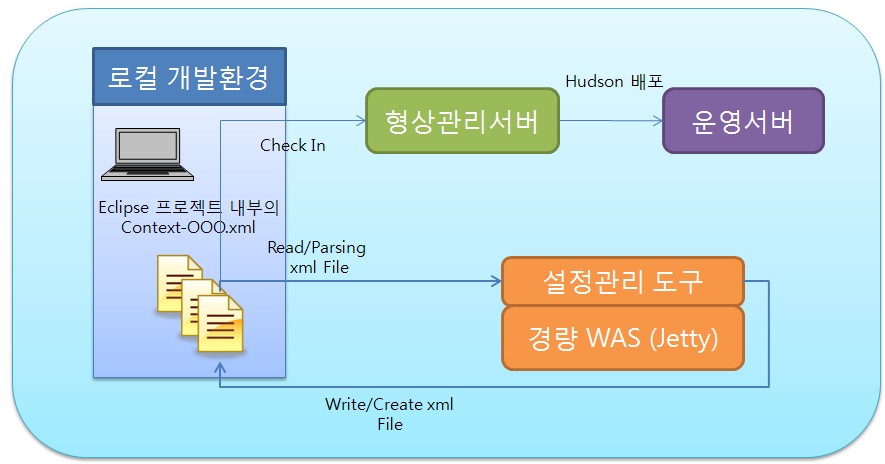 로컬 개발환경
Hudson 배포
형상관리서버
운영서버
Check In
Eclipse 프로젝트 내부의
Context-OOO.xml
Read/Parsing
xml File
설정관리 도구
경량 WAS (Jetty)
Write/Create xml
File